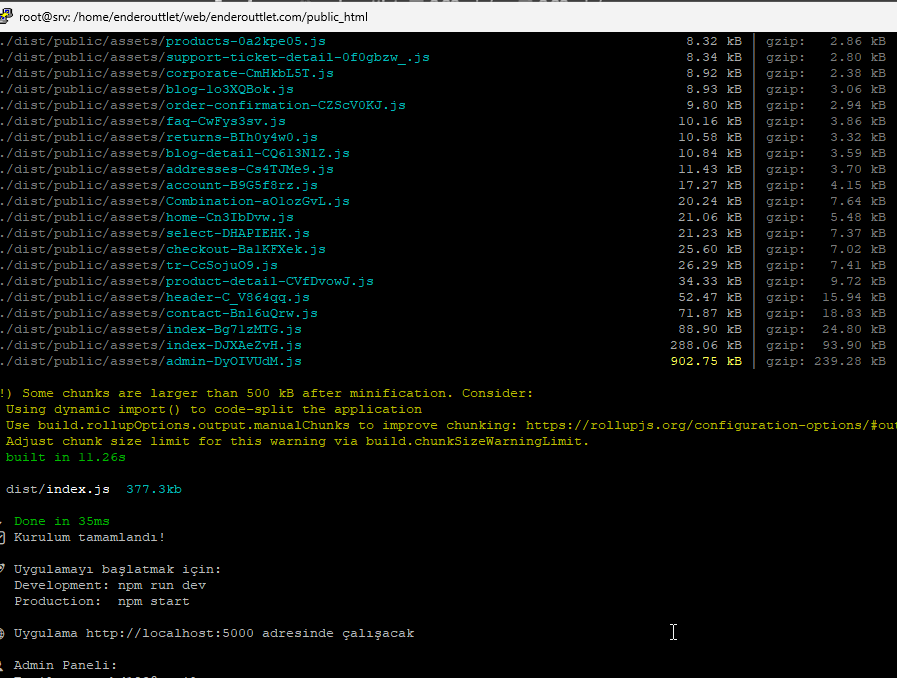 root@srv: /home/enderouttlet/web/enderouttlet.com/public_html
./dist/public/assets/products-0a2kpe05.js 8.32 kB │ gzip: 2.86 kB
./dist/public/assets/support-ticket-detail-0f0gbzw_.js 8.34 kB │ gzip: 2.80 kB
./dist/public/assets/corporate-CmHkbL5T.js 8.92 kB │ gzip: 2.38 kB
./dist/public/assets/blog-lo3XQBok.js 8.93 kB │ gzip: 3.06 kB
./dist/public/assets/order-confirmation-CZScV0KJ.js 9.80 kB │ gzip: 2.94 kB
./dist/public/assets/faq-CwFys3sv.js 10.16 kB │ gzip: 3.86 kB
./dist/public/assets/returns-BIh0y4w0.js 10.58 kB │ gzip: 3.32 kB
./dist/public/assets/blog-detail-CQ6l3NlZ.js 10.84 kB │ gzip: 3.59 kB
./dist/public/assets/addresses-Cs4TJMe9.js 11.43 kB │ gzip: 3.70 kB
./dist/public/assets/account-B9G5f8rz.js 17.27 kB │ gzip: 4.15 kB
./dist/public/assets/Combination-aOlozGvL.js 20.24 kB │ gzip: 7.64 kB
./dist/public/assets/home-Cn3IbDvw.js 21.06 kB │ gzip: 5.48 kB
./dist/public/assets/select-DHAPIEHK.js 21.23 kB │ gzip: 7.37 kB
./dist/public/assets/checkout-BalKFXek.js 25.60 kB │ gzip: 7.02 kB
./dist/public/assets/tr-CcSojuO9.js 26.29 kB │ gzip: 7.41 kB
./dist/public/assets/product-detail-CVfDvowJ.js 34.33 kB │ gzip: 9.72 kB
./dist/public/assets/header-C_V864qq.js 52.47 kB │ gzip: 15.94 kB
./dist/public/assets/contact-Bnl6uQrw.js 71.87 kB │ gzip: 18.83 kB
./dist/public/assets/index-Bg7lzMTG.js 88.90 kB │ gzip: 24.80 kB
./dist/public/assets/index-DJXAeZvH.js 288.06 kB │ gzip: 93.90 kB
./dist/public/assets/admin-DyOIVUdM.js 902.75 kB │ gzip: 239.28 kB
!) Some chunks are larger than 500 kB after minification. Consider:
Using dynamic import() to code-split the application
Use build.rollupOptions.output.manualChunks to improve chunking: https://rollupjs.org/configuration-options/#out
Adjust chunk size limit for this warning via build.chunkSizeWarningLimit.
built in 11.26s
dist/index.js 377.3kb
Done in 35ms
Kurulum tamamlandı!
Uygulamayı başlatmak için:
Development: npm run dev
Production: npm start
Uygulama http://localhost:5000 adresinde çalışacak
Admin Paneli: